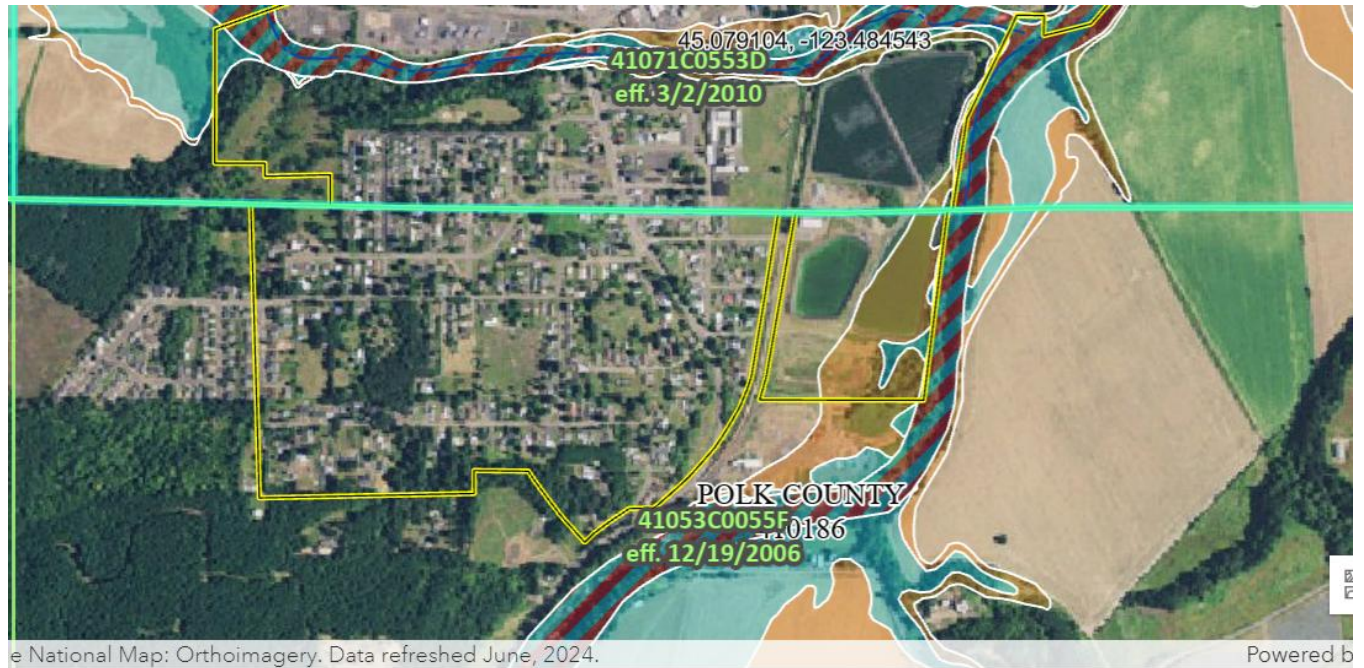 45.079104, -123.484543
41071C0553D
eff. 3/2/2010
POLK COUNTY
41053C0055F
410186
eff. 12/19/2006
e National Map: Orthoimagery. Data refreshed June, 2024.
Powered b